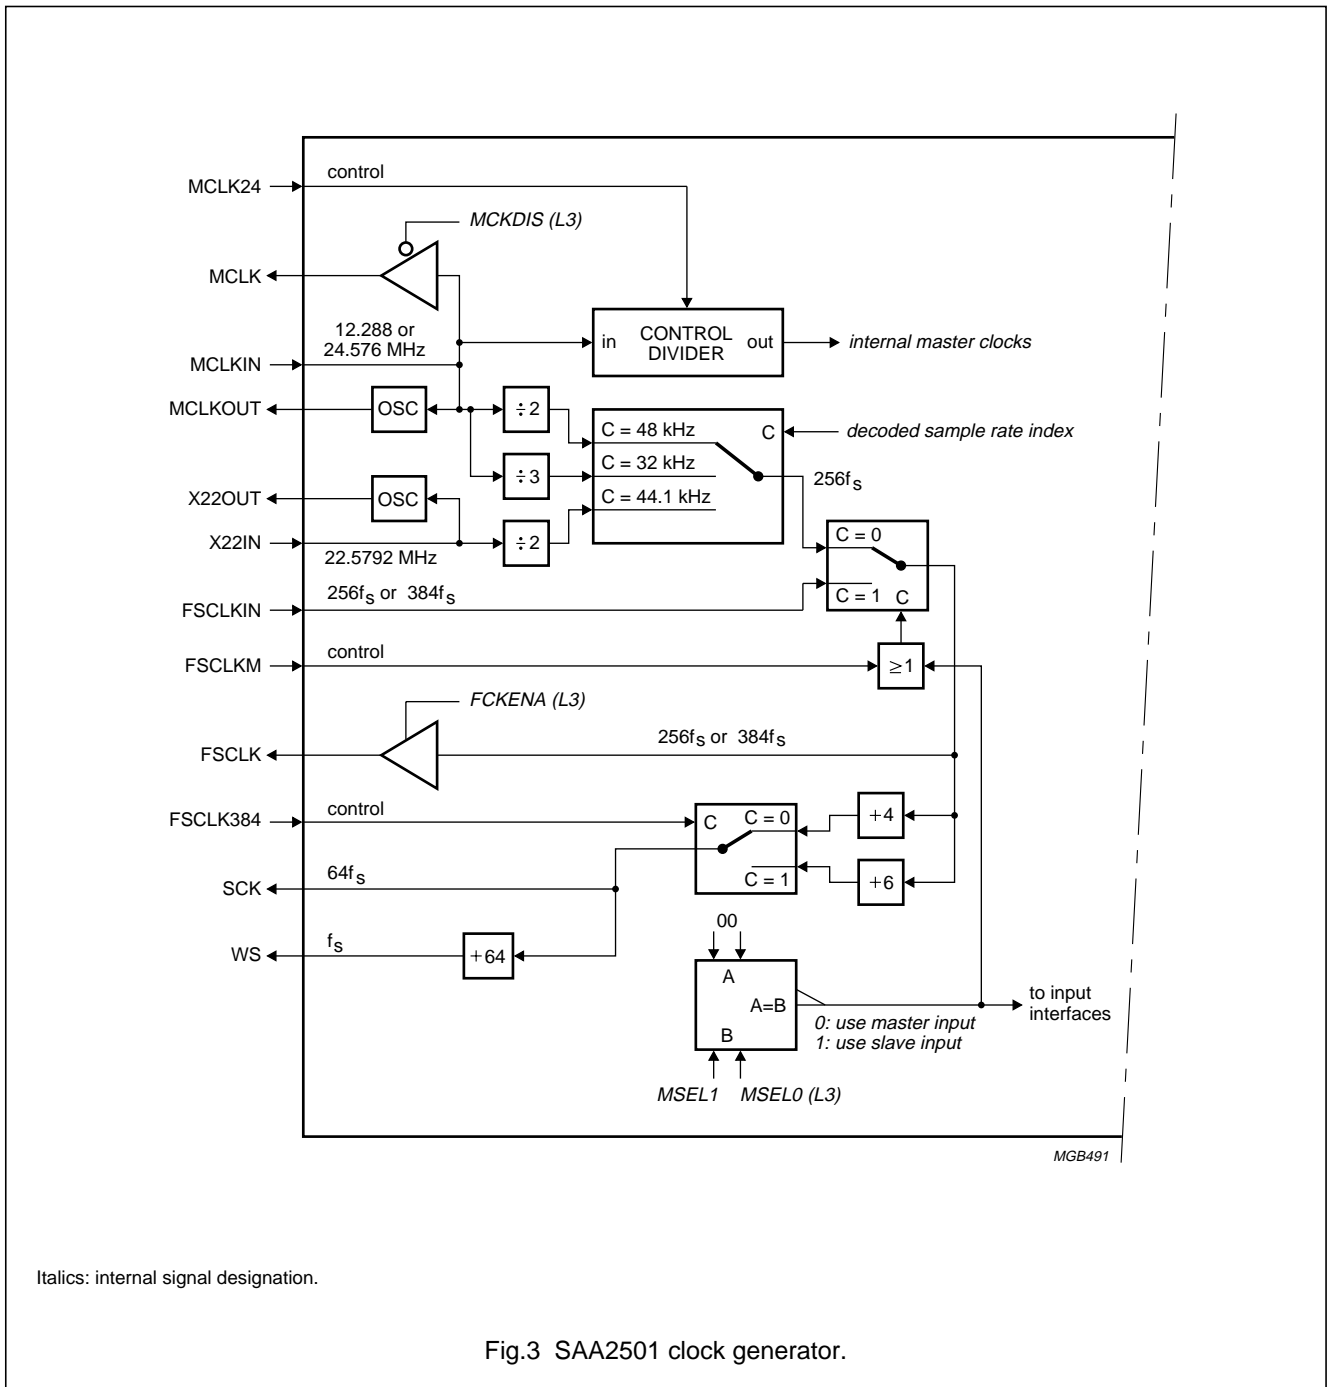 MCLK24
control
MCKDIS (L3)
MCLK
12.288 or
24.576 MHz
MCLKIN
in
CONTROL
DIVIDER
out
internal master clocks
MCLKOUT
OSC
÷2
C = 48 kHz
C
decoded sample rate index
÷3
C = 32 kHz
256fs
X22OUT
OSC
C = 44.1 kHz
X22IN
22.5792 MHz
÷2
C = 0
FSCLKIN
256fs or 384fs
C = 1
C
FSCLKM
control
≥1
FCKENA (L3)
FSCLK
256fs or 384fs
FSCLK384
control
C
C = 0
+4
SCK
64fs
C = 1
+6
WS
fs
+64
00
A
A=B
B
to input
interfaces
0: use master input
1: use slave input
MSEL1
MSEL0 (L3)
MGB491
Italics: internal signal designation.
Fig.3 SAA2501 clock generator.